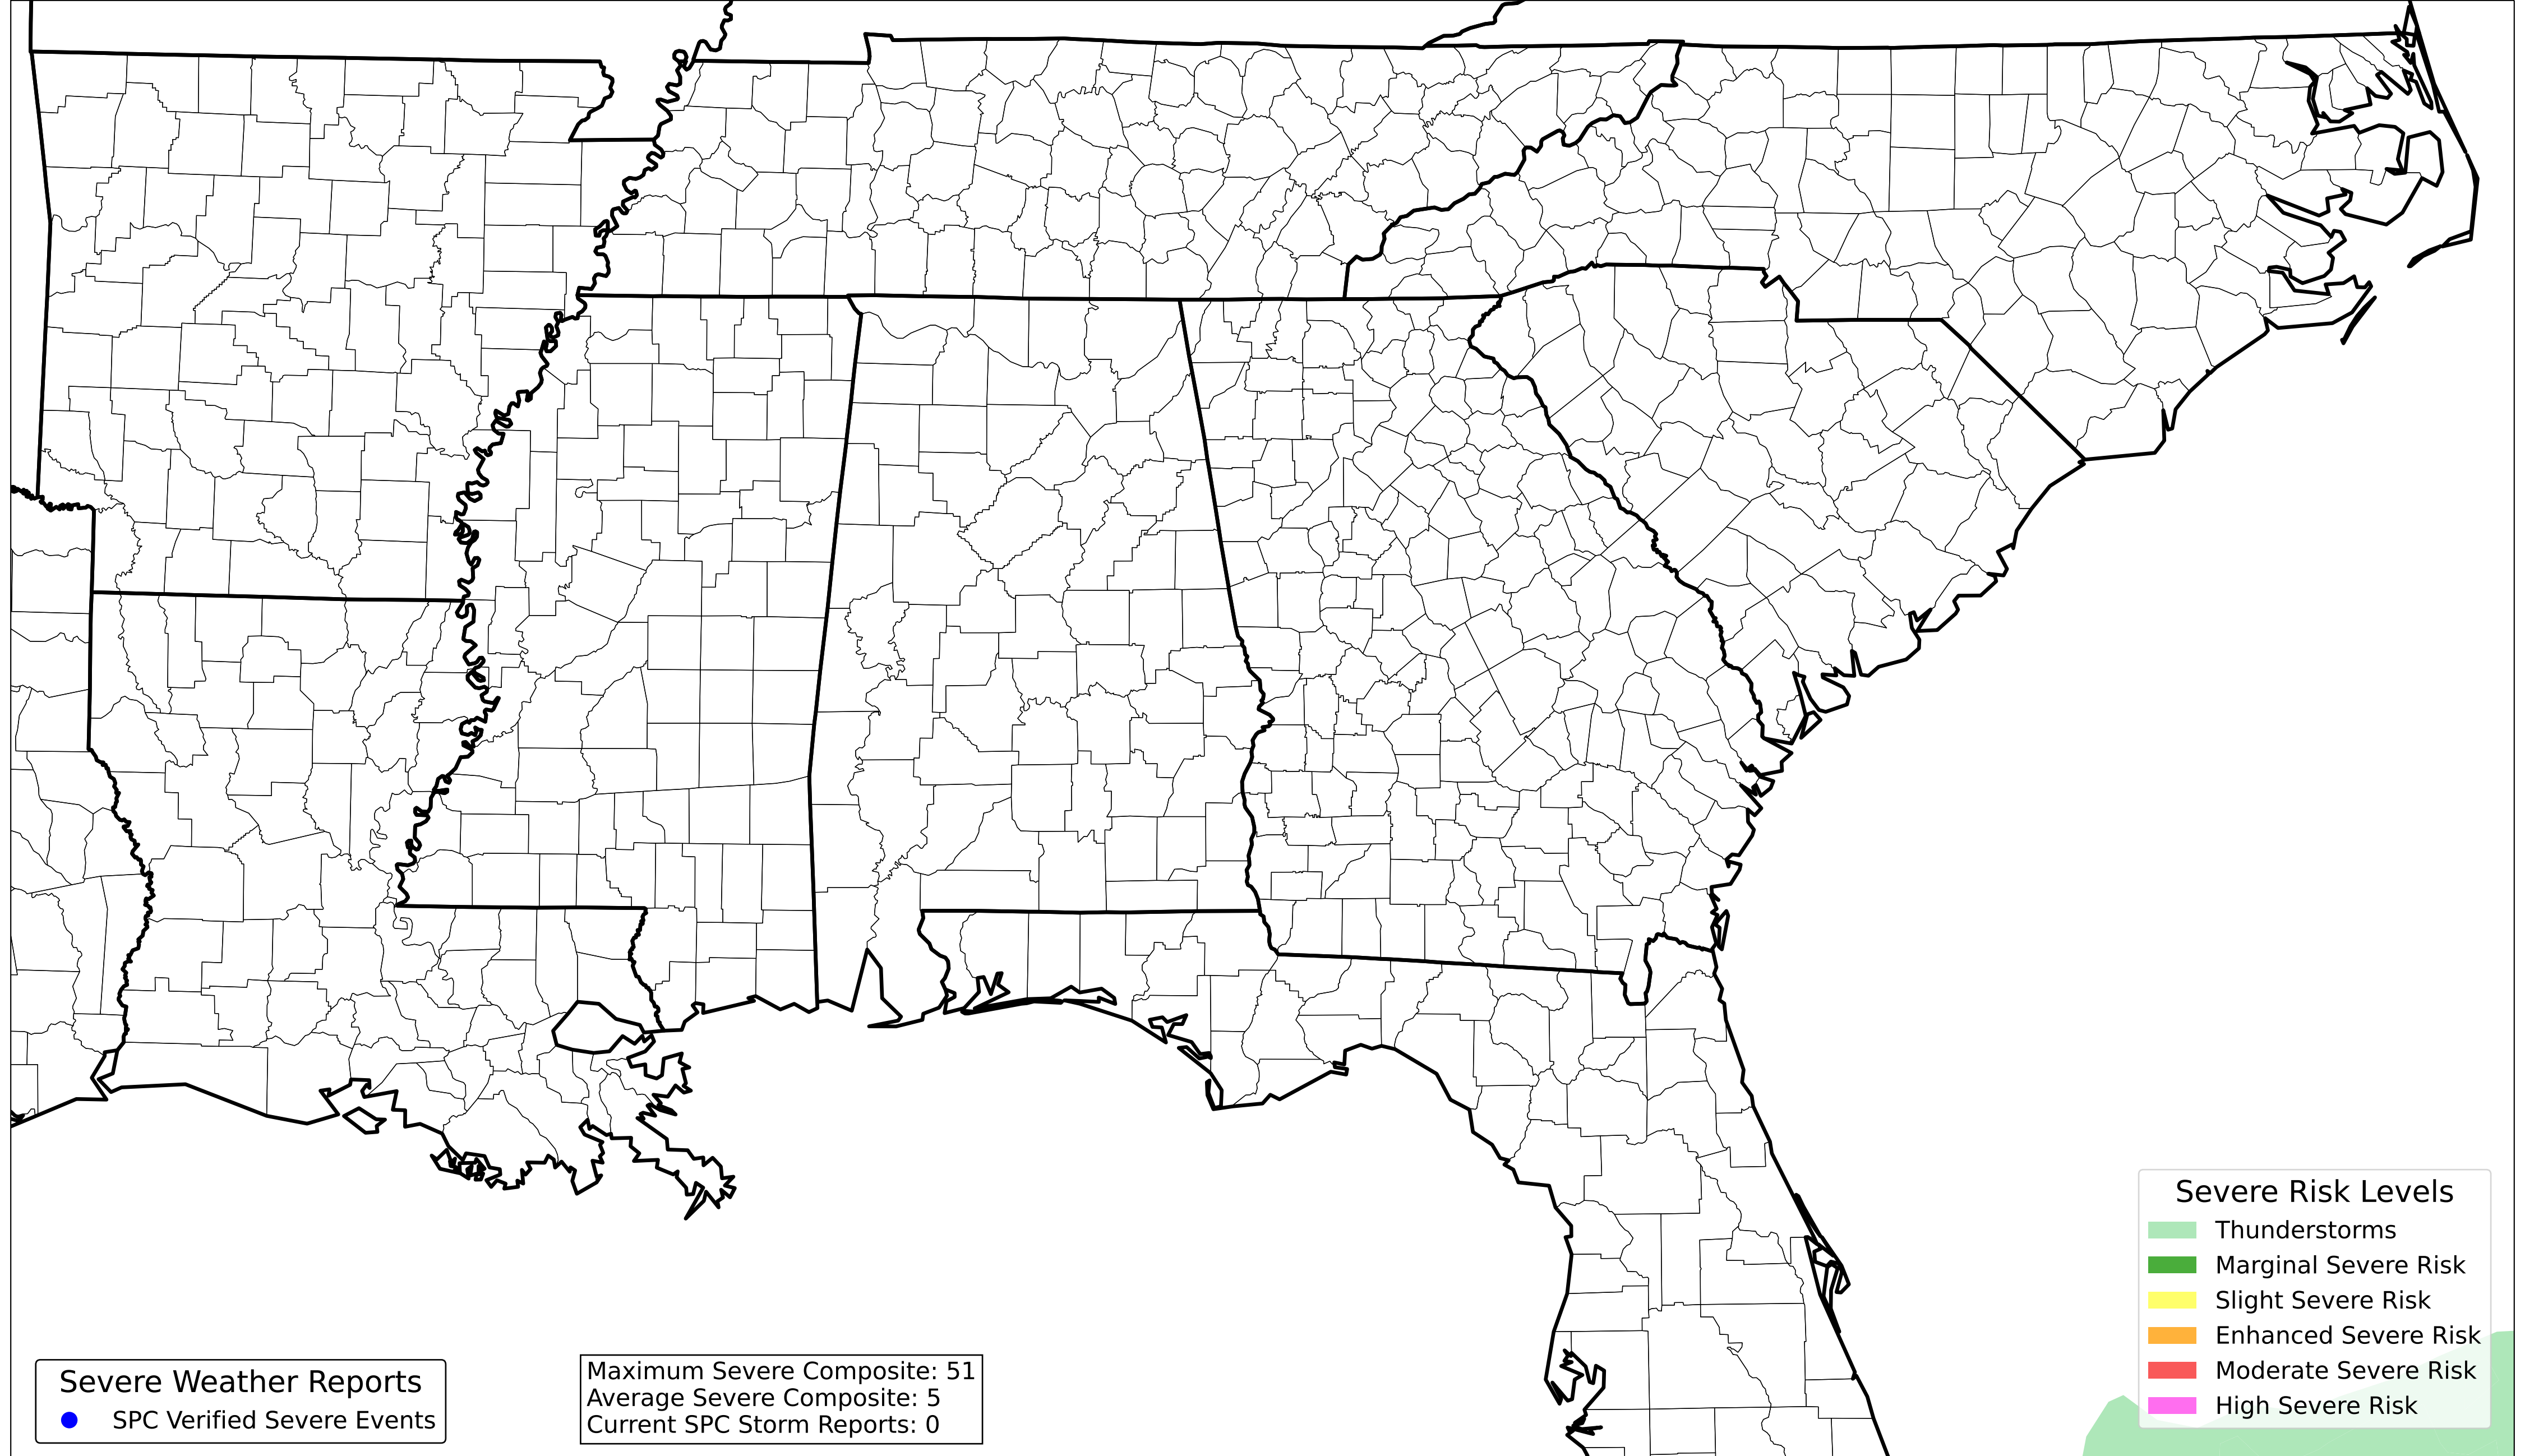 Severe Risk Levels
Thunderstorms
Marginal Severe Risk
Slight Severe Risk
Enhanced Severe Risk
Moderate Severe Risk
High Severe Risk
Severe Weather Reports
SPC Verified Severe Events
Maximum Severe Composite: 51
Average Severe Composite: 5
Current SPC Storm Reports: 0